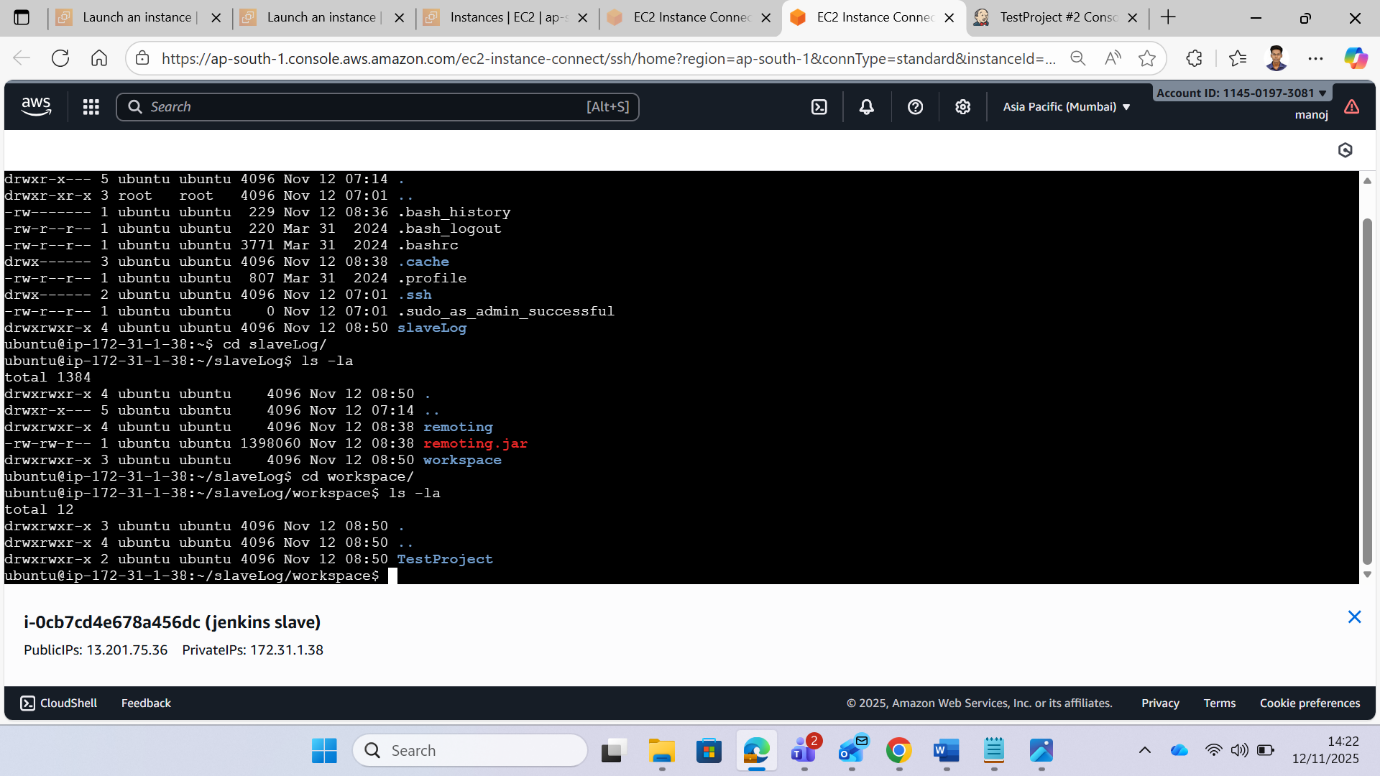 Launch an instance |
Launch an instance |
Instances | EC2 | ap-s
EC2 Instance Connec
EC2 Instance Connec
TestProject #2 Conso
https://ap-south-1.console.aws.amazon.com/ec2-instance-connect/ssh/home?region=ap-south-1&connType=standard&instanceId=...
aws
Search
[Alt+S]
Asia Pacific (Mumbai) ▼
Account ID: 1145-0197-3081 ▼
manoj
drwxr-x--- 5 ubuntu ubuntu 4096 Nov 12 07:14 .
drwxr-xr-x 3 root   root   4096 Nov 12 07:01 ..
-rw------- 1 ubuntu ubuntu  229 Nov 12 08:36 .bash_history
-rw-r--r-- 1 ubuntu ubuntu  220 Mar 31  2024 .bash_logout
-rw-r--r-- 1 ubuntu ubuntu 3771 Mar 31  2024 .bashrc
drwx------ 3 ubuntu ubuntu 4096 Nov 12 08:38 .cache
-rw-r--r-- 1 ubuntu ubuntu  807 Mar 31  2024 .profile
drwx------ 2 ubuntu ubuntu 4096 Nov 12 07:01 .ssh
-rw-r--r-- 1 ubuntu ubuntu    0 Nov 12 07:01 .sudo_as_admin_successful
drwxrwxr-x 4 ubuntu ubuntu 4096 Nov 12 08:50 slaveLog
ubuntu@ip-172-31-1-38:~$ cd slaveLog/
ubuntu@ip-172-31-1-38:~/slaveLog$ ls -la
total 1384
drwxrwxr-x 4 ubuntu ubuntu    4096 Nov 12 08:50 .
drwxr-x--- 5 ubuntu ubuntu    4096 Nov 12 07:14 ..
drwxrwxr-x 4 ubuntu ubuntu    4096 Nov 12 08:38 remoting
-rw-rw-r-- 1 ubuntu ubuntu 1398060 Nov 12 08:38 remoting.jar
drwxrwxr-x 3 ubuntu ubuntu    4096 Nov 12 08:50 workspace
ubuntu@ip-172-31-1-38:~/slaveLog$ cd workspace/
ubuntu@ip-172-31-1-38:~/slaveLog/workspace$ ls -la
total 12
drwxrwxr-x 3 ubuntu ubuntu 4096 Nov 12 08:50 .
drwxrwxr-x 4 ubuntu ubuntu 4096 Nov 12 08:50 ..
drwxrwxr-x 2 ubuntu ubuntu 4096 Nov 12 08:50 TestProject
ubuntu@ip-172-31-1-38:~/slaveLog/workspace$
i-0cb7cd4e678a456dc (jenkins slave)
PublicIPs: 13.201.75.36 PrivateIPs: 172.31.1.38
CloudShell
Feedback
© 2025, Amazon Web Services, Inc. or its affiliates.
Privacy
Terms
Cookie preferences
Search
2
14:22
12/11/2025